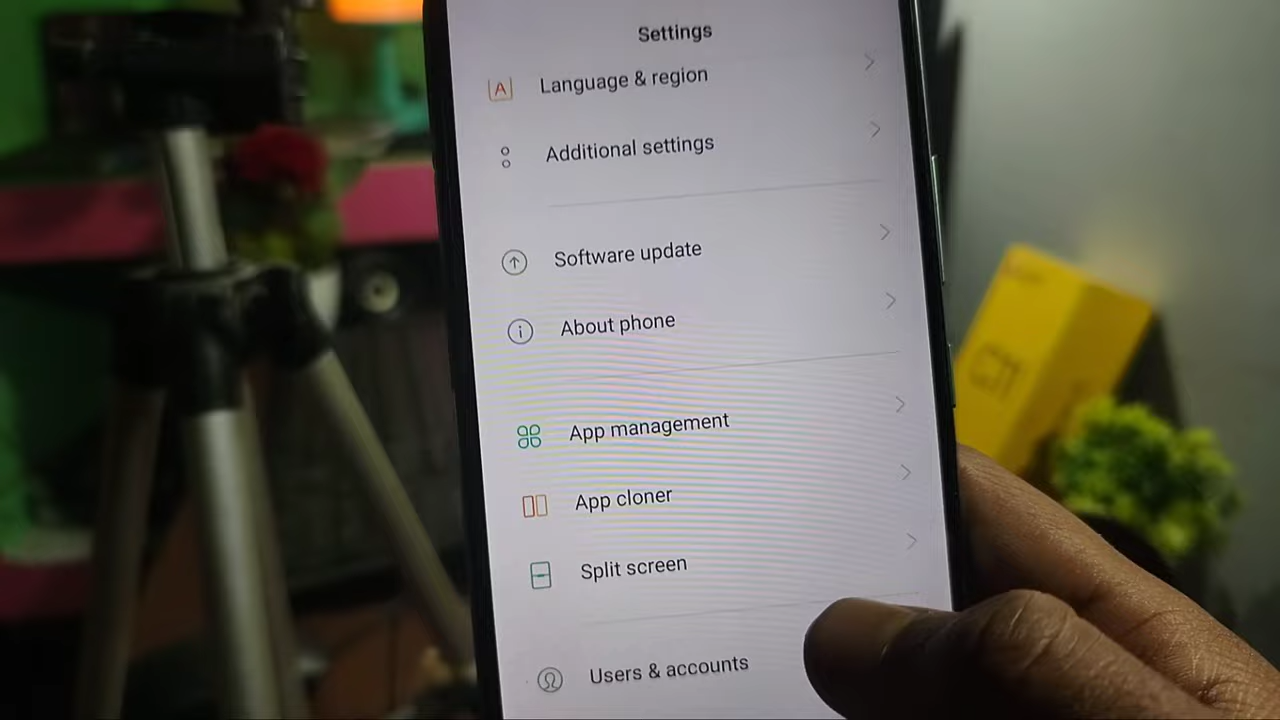 Settings
Language & region
Additional settings
Software update
About phone
App management
App cloner
Split screen
Users & accounts